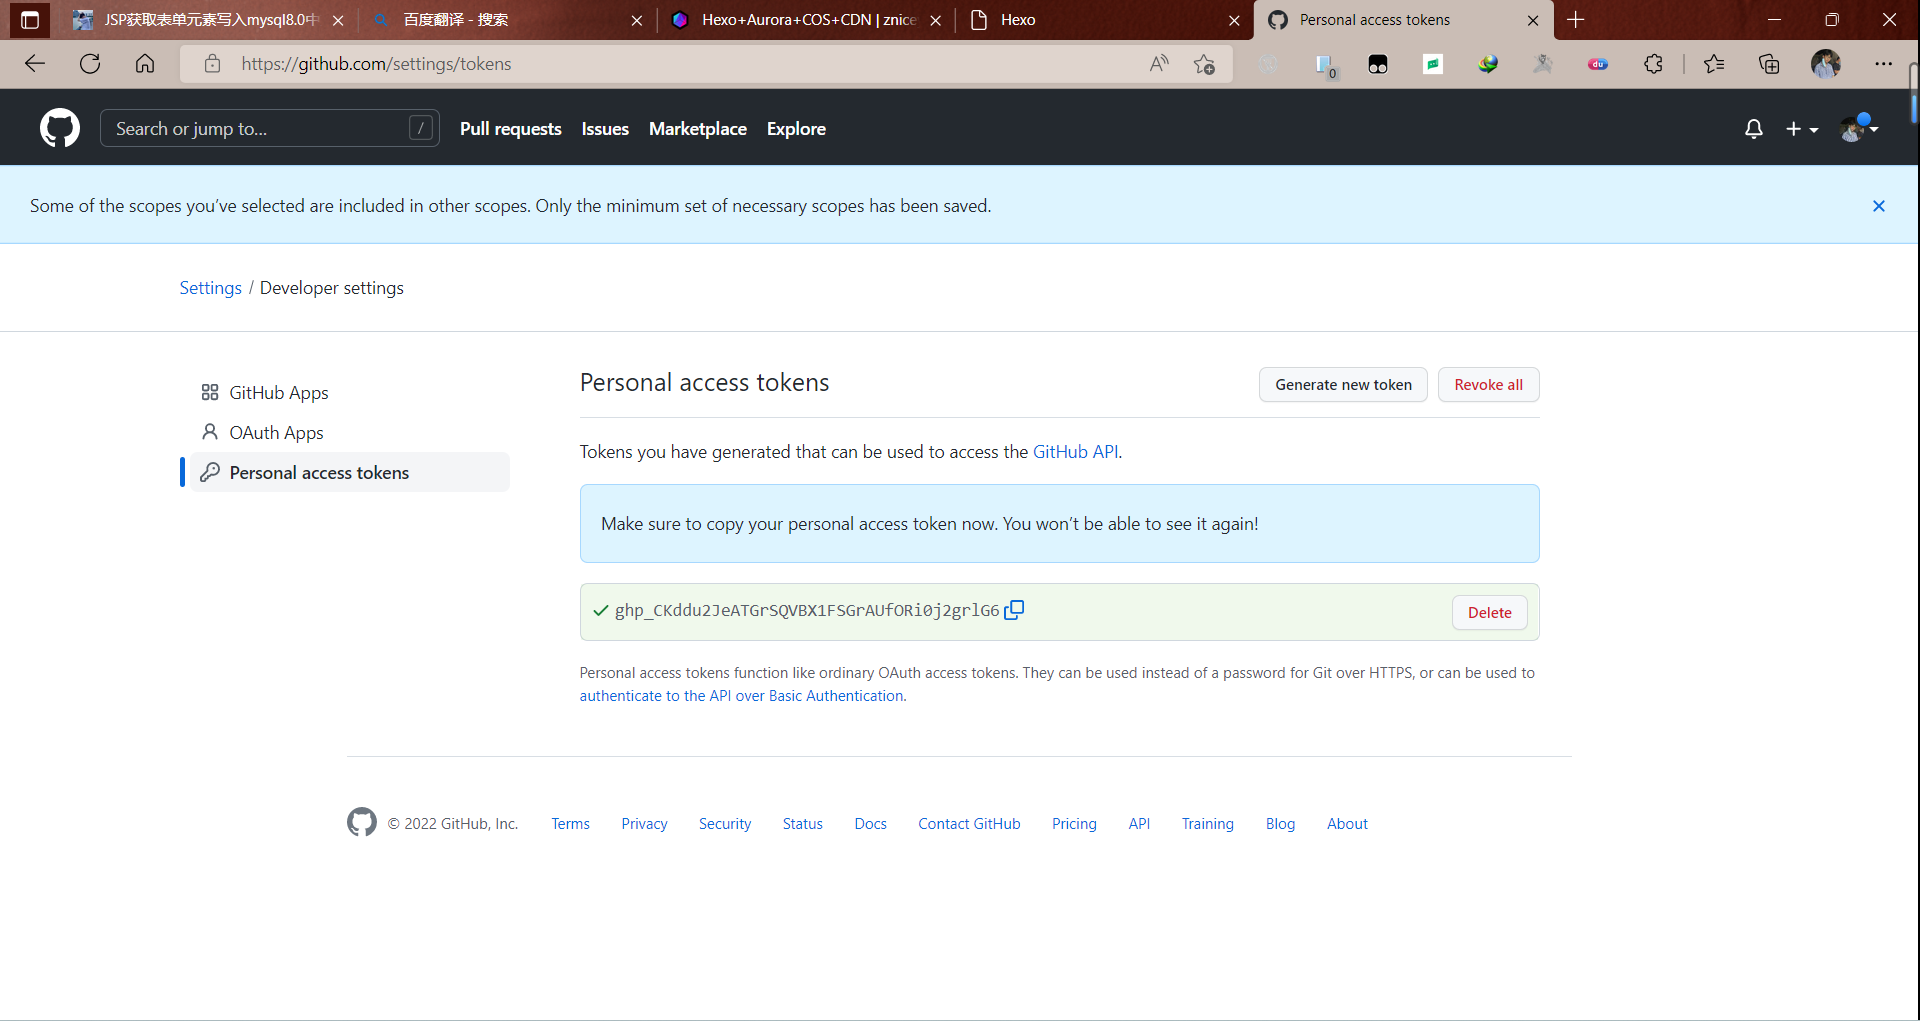 JSP获取表单元素写入mysql8.0中
百度翻译 - 搜索
Hexo+Aurora+COS+CDN | znice
Hexo
Personal access tokens
https://github.com/settings/tokens
0
du
Search or jump to...
/
Pull requests
Issues
Marketplace
Explore
Some of the scopes you’ve selected are included in other scopes. Only the minimum set of necessary scopes has been saved.
Settings / Developer settings
GitHub Apps
OAuth Apps
Personal access tokens
Personal access tokens
Generate new token
Revoke all
Tokens you have generated that can be used to access the GitHub API.
Make sure to copy your personal access token now. You won’t be able to see it again!
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
Delete
Personal access tokens function like ordinary OAuth access tokens. They can be used instead of a password for Git over HTTPS, or can be used to
authenticate to the API over Basic Authentication.
© 2022 GitHub, Inc.
Terms
Privacy
Security
Status
Docs
Contact GitHub
Pricing
API
Training
Blog
About